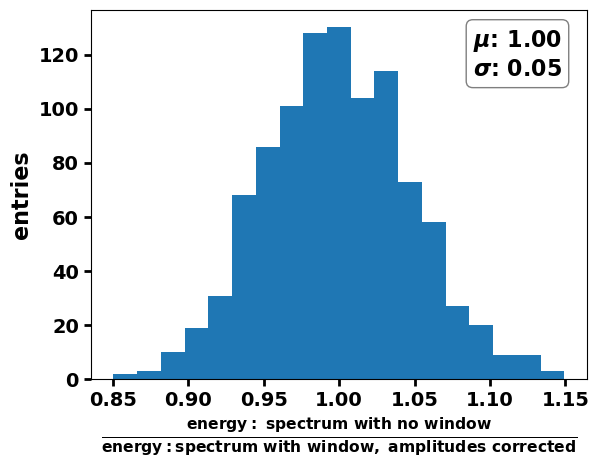 μ: 1.00
σ: 0.05
entries
120
100
80
60
40
20
0
0.85 0.90 0.95 1.00 1.05 1.10 1.15
energy : spectrum with no window
energy : spectrum with window, amplitudes corrected